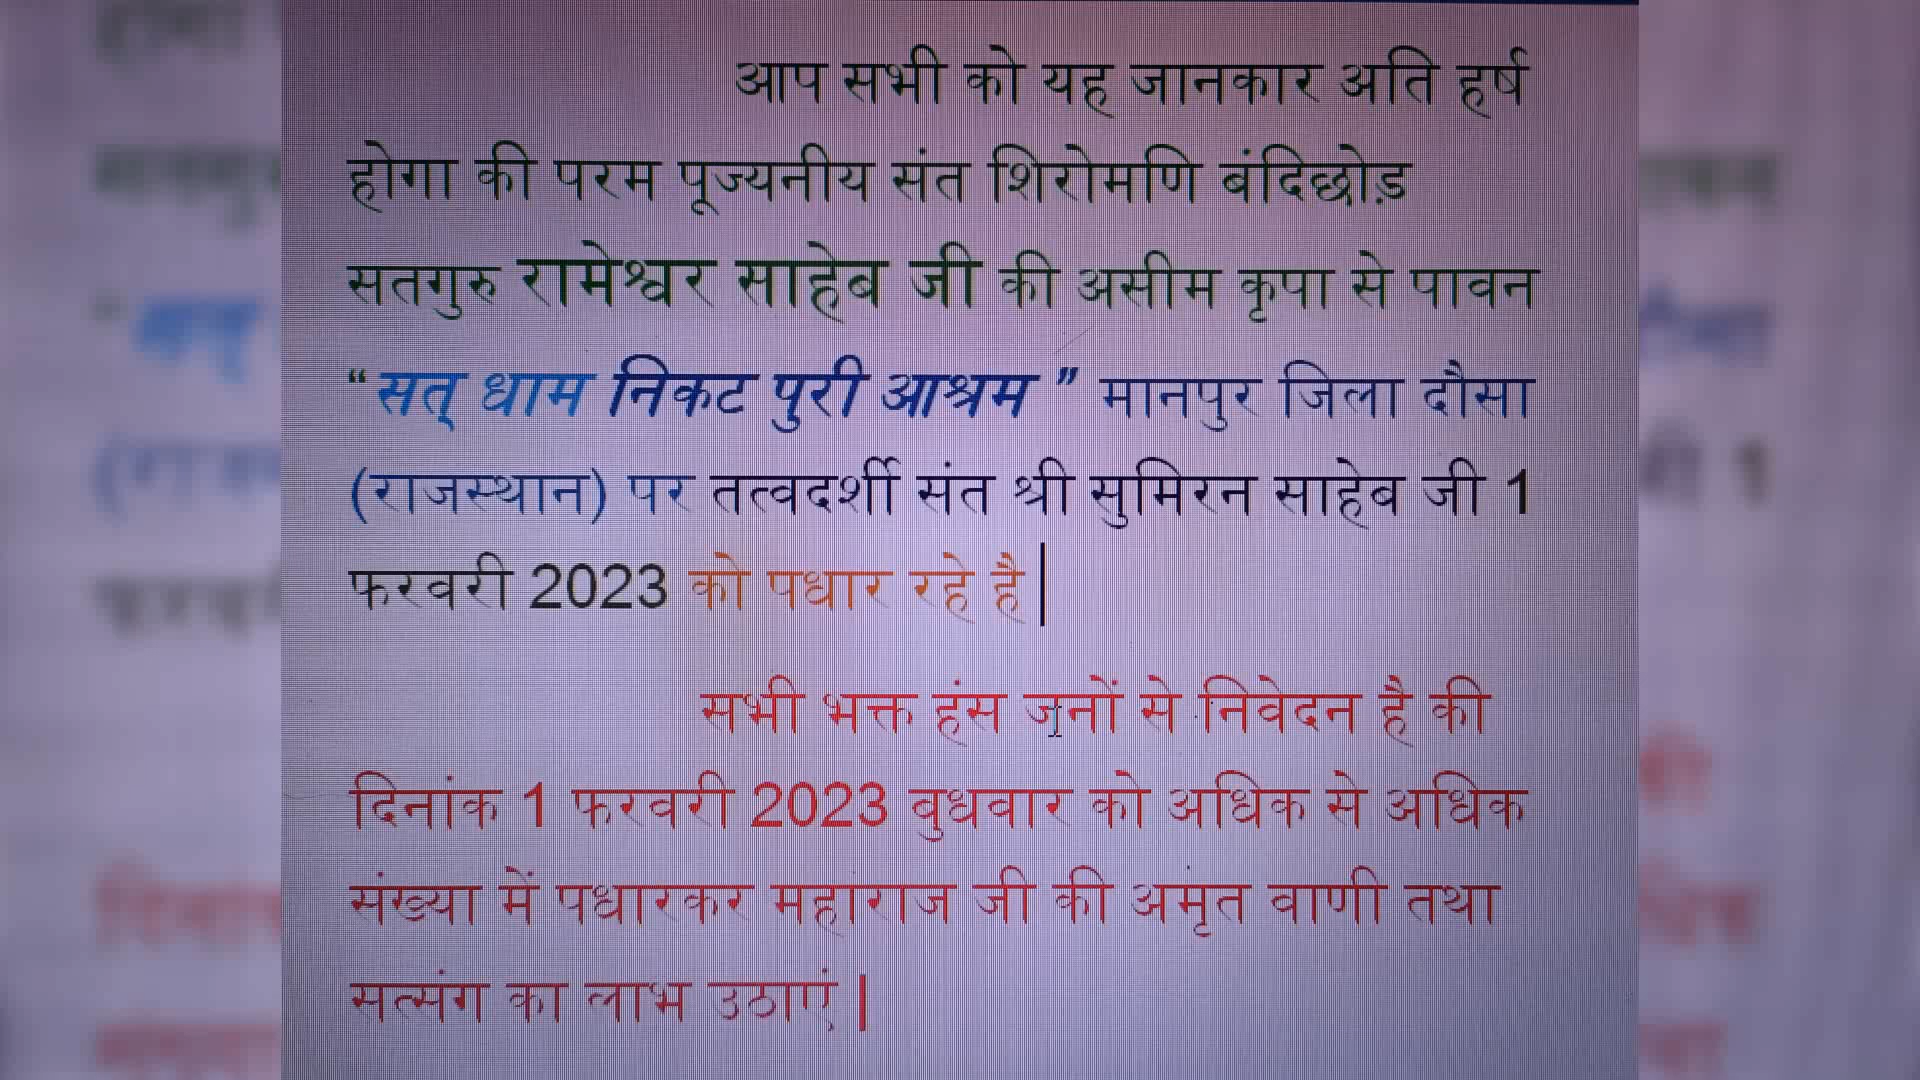 आप सभी को यह जानकार अति हर्ष
होगा की परम पूज्यनीय संत शिरोमणि बंदिछोड़
सतगुरु रामेश्वर साहेब जी की असीम कृपा से पावन
“ सत् धाम निकट पुरी आश्रम ” मानपुर जिला दौसा
(राजस्थान) पर तत्वदर्शी संत श्री सुमिरन साहेब जी 1
फरवरी 2023 को पधार रहे है|
सभी भक्त हंस जनों से निवेदन है की
दिनांक 1 फरवरी 2023 बुधवार को अधिक से अधिक
संख्या में पधारकर महाराज जी की अमृंत वाणी तथा
सत्संग का लाभ उठाएं |